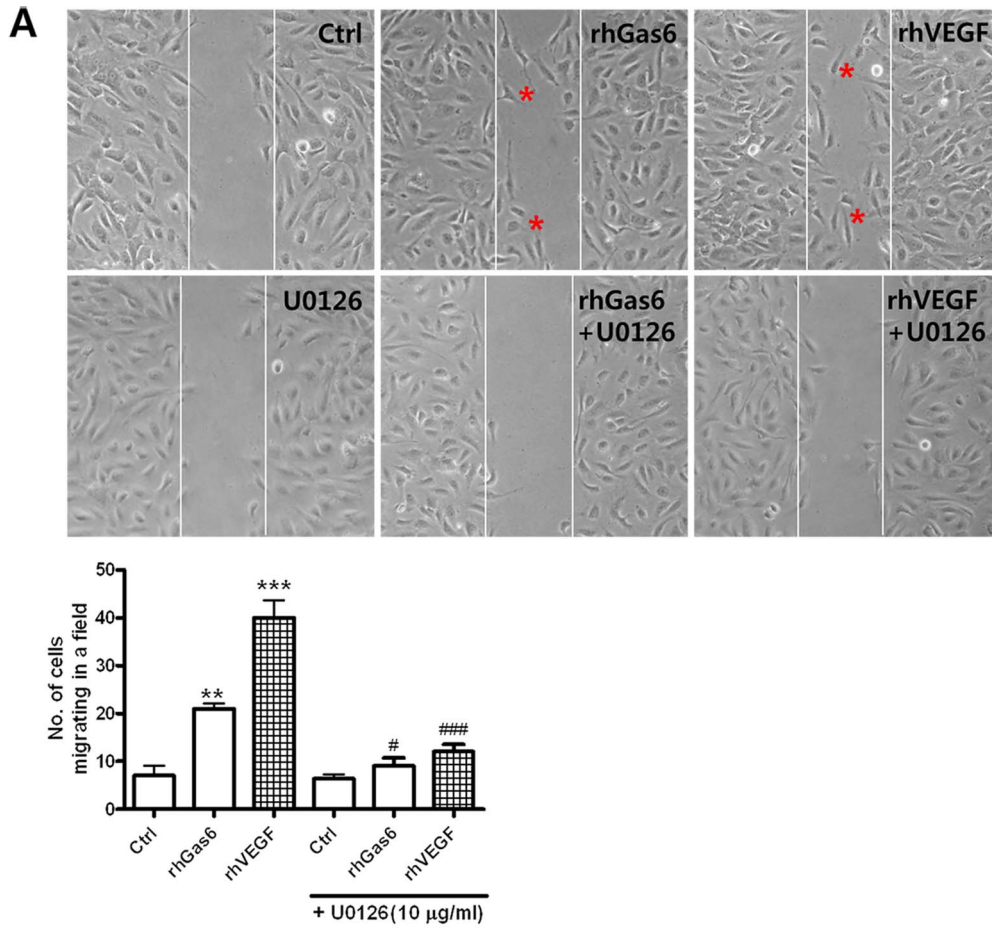 A
Ctrl
rhGas6
*
*
rhVEGF
*
*
U0126
rhGas6
+U0126
rhVEGF
+U0126
No. of cells
migrating in a field
50
40
30
20
10
0
**
***
#
###
Ctrl
rhGas6
rhVEGF
Ctrl
rhGas6
rhVEGF
+ U0126(10 μg/ml)